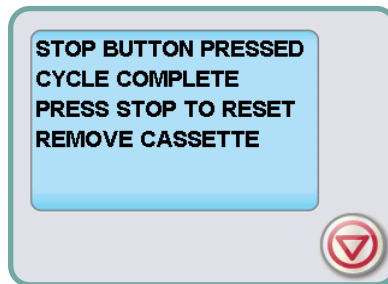 STOP BUTTON PRESSED
CYCLE COMPLETE
PRESS STOP TO RESET
REMOVE CASSETTE